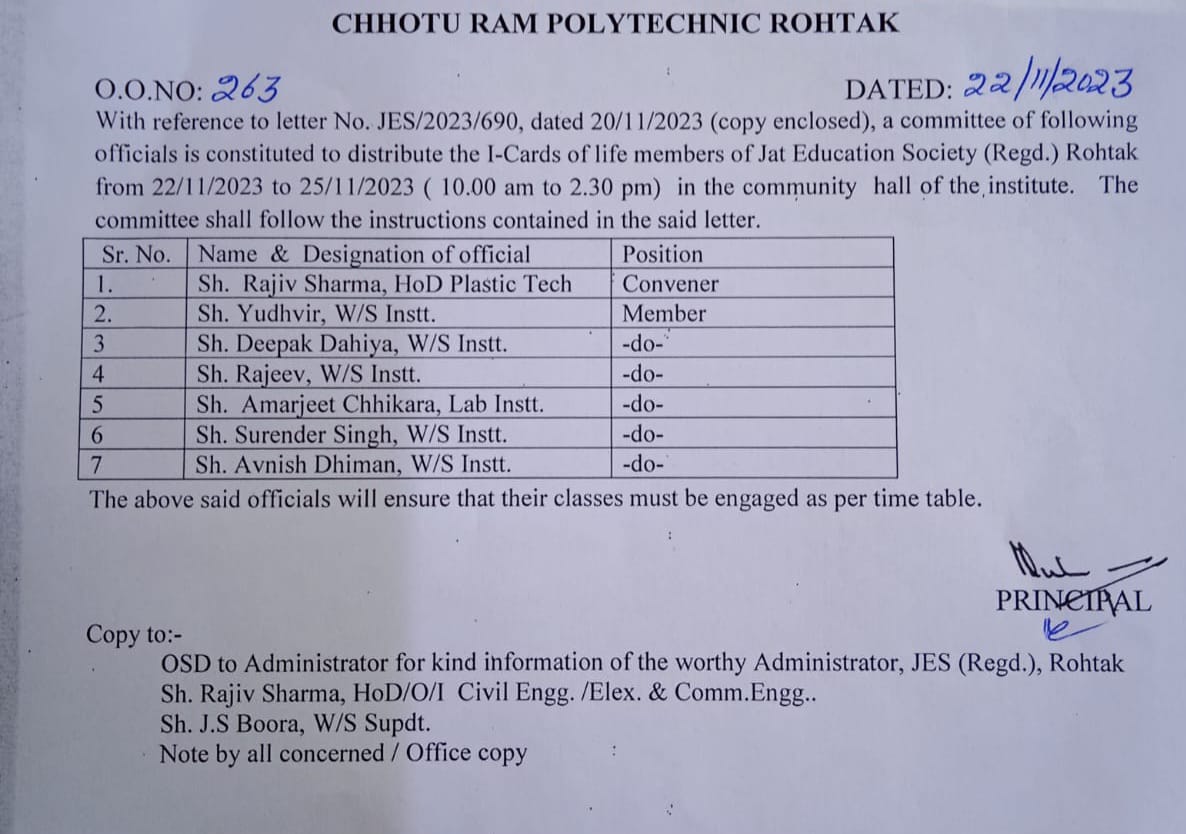 CHHOTU RAM POLYTECHNIC ROHTAK
O.O.NO: 263 DATED: 22/11/2023
With reference to letter No. JES/2023/690, dated 20/11/2023 (copy enclosed), a committee of following
officials is constituted to distribute the I-Cards of life members of Jat Education Society (Regd.) Rohtak
from 22/11/2023 to 25/11/2023 ( 10.00 am to 2.30 pm) in the community hall of the institute. The
committee shall follow the instructions contained in the said letter.
Sr. No. Name & Designation of official Position
1. Sh. Rajiv Sharma, HoD Plastic Tech Convener
2. Sh. Yudhvir, W/S Instt. Member
3 Sh. Deepak Dahiya, W/S Instt. -do-
4 Sh. Rajeev, W/S Instt. -do-
5 Sh. Amarjeet Chhikara, Lab Instt. -do-
6 Sh. Surender Singh, W/S Instt. -do-
7 Sh. Avnish Dhiman, W/S Instt. -do-
The above said officials will ensure that their classes must be engaged as per time table.
PRINCIPAL
Copy to:-
OSD to Administrator for kind information of the worthy Administrator, JES (Regd.), Rohtak
Sh. Rajiv Sharma, HoD/O/I Civil Engg. /Elex. & Comm.Engg..
Sh. J.S Boora, W/S Supdt.
Note by all concerned / Office copy